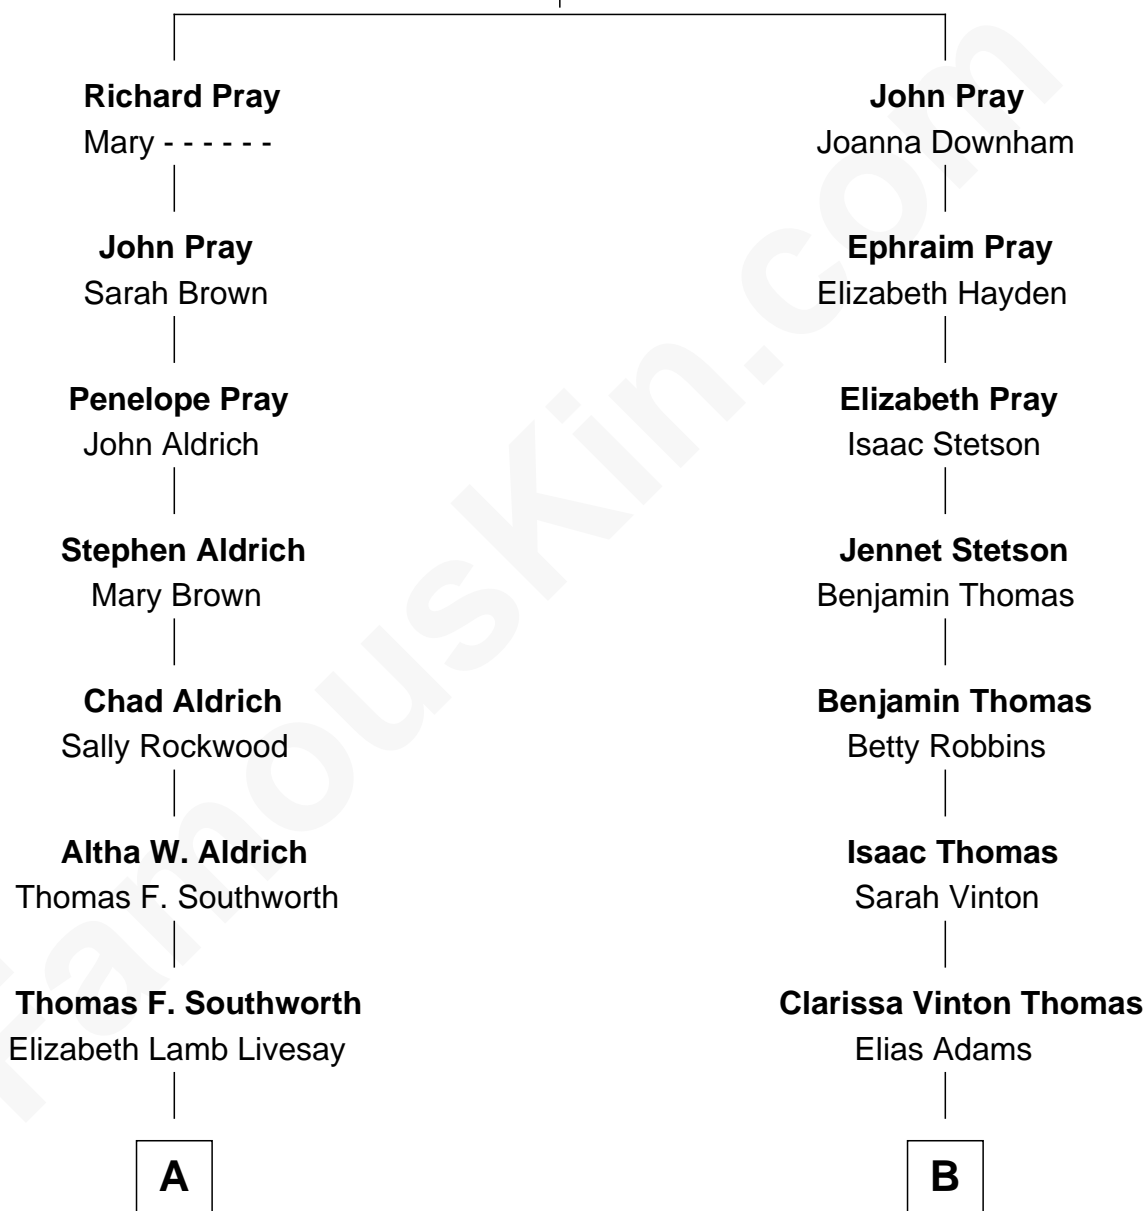 Richard Pray
Mary - - - - - -
John Pray
Sarah Brown
Penelope Pray
John Aldrich
Stephen Aldrich
Mary Brown
Chad Aldrich
Sally Rockwood
Altha W. Aldrich
Thomas F. Southworth
Thomas F. Southworth
Elizabeth Lamb Livesay
A
John Pray
Joanna Downham
Ephraim Pray
Elizabeth Hayden
Elizabeth Pray
Isaac Stetson
Jennet Stetson
Benjamin Thomas
Benjamin Thomas
Betty Robbins
Isaac Thomas
Sarah Vinton
Clarissa Vinton Thomas
Elias Adams
B
FamousKin.com